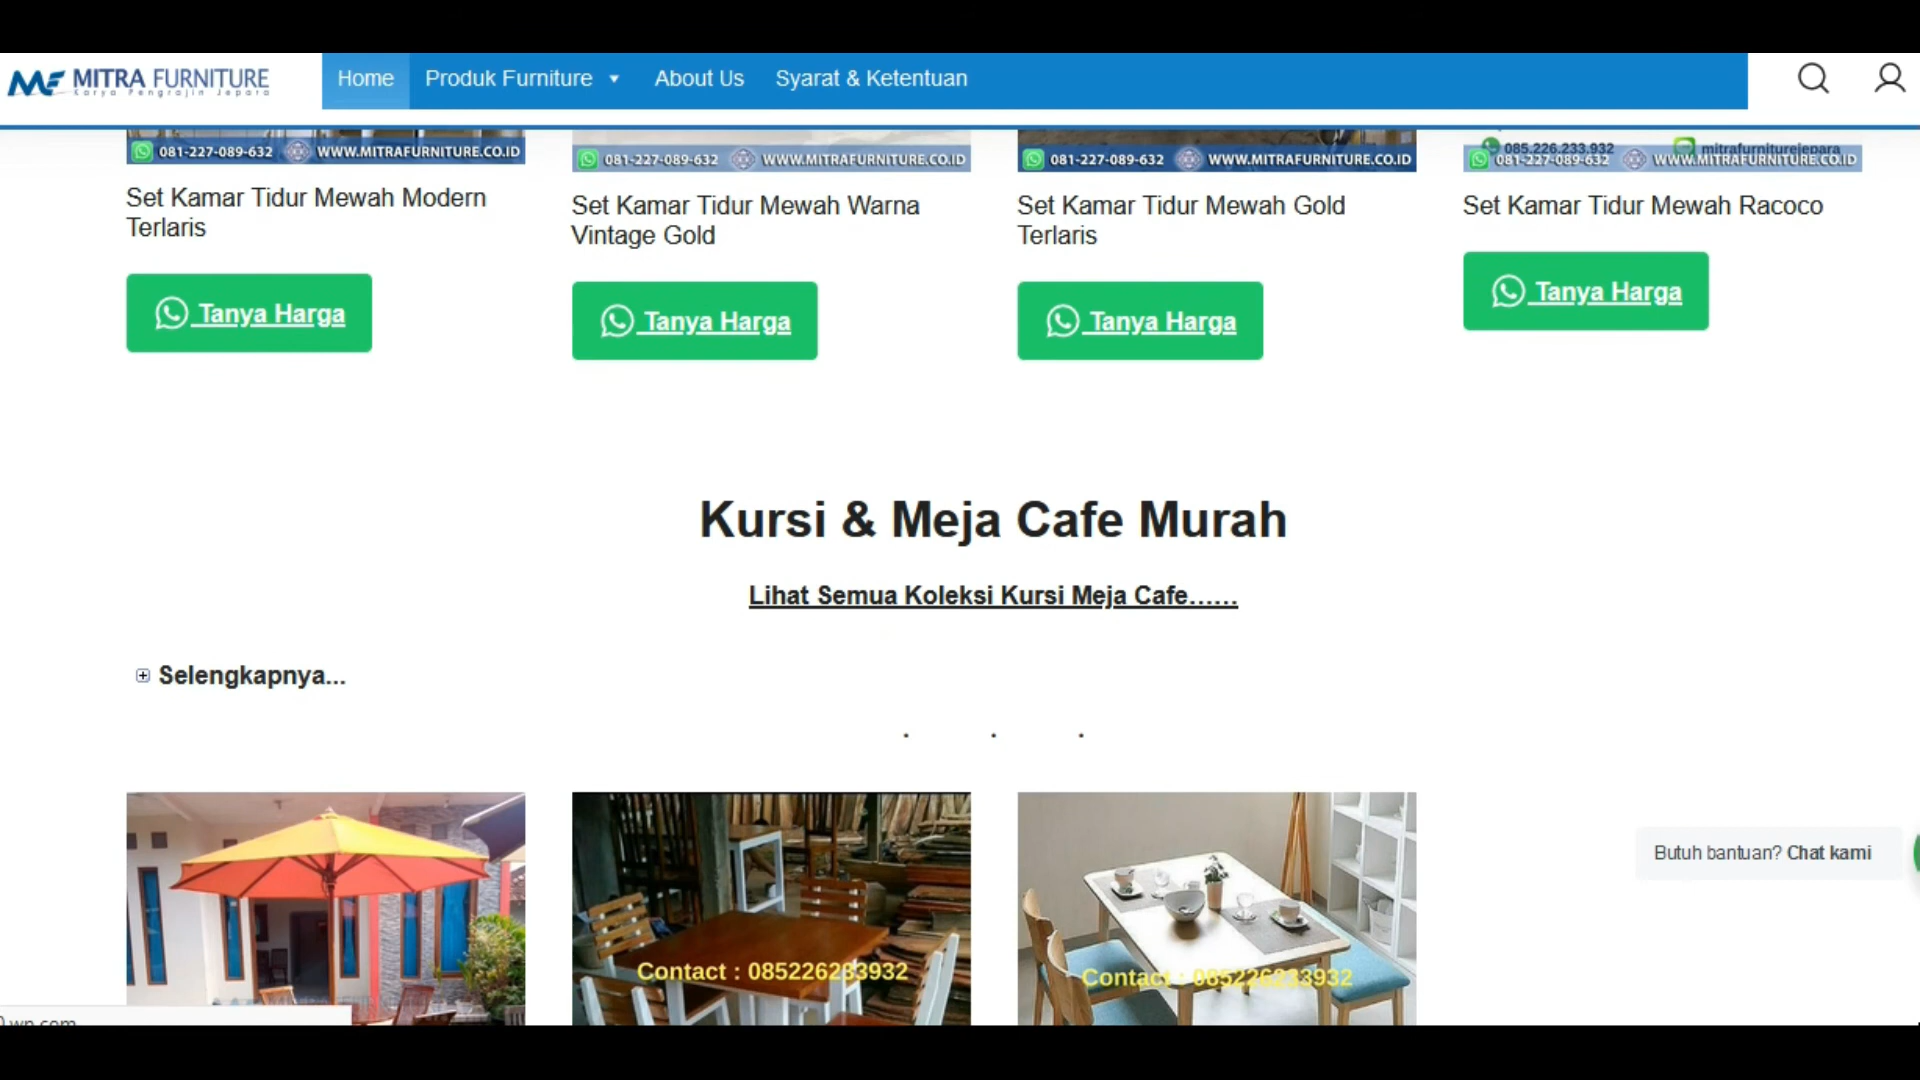 MITRA FURNITURE
Karya Pengrajin Jepara
Home
Produk Furniture
About Us
Syarat & Ketentuan
081-227-089-632 WWW.MITRAFURNITURE.CO.ID
081-227-089-632 WWW.MITRAFURNITURE.CO.ID
081-227-089-632 WWW.MITRAFURNITURE.CO.ID
085.226.233.932 mitrafurniturejepara
081-227-089-632 WWW.MITRAFURNITURE.CO.ID
Set Kamar Tidur Mewah Modern
Terlaris
Set Kamar Tidur Mewah Warna
Vintage Gold
Set Kamar Tidur Mewah Gold
Terlaris
Set Kamar Tidur Mewah Racoco
Tanya Harga
Tanya Harga
Tanya Harga
Tanya Harga
Kursi & Meja Cafe Murah
Lihat Semua Koleksi Kursi Meja Cafe……
Selengkapnya...
. . .
Butuh bantuan? Chat kami
Contact : 085226233932
Contact : 085226233932